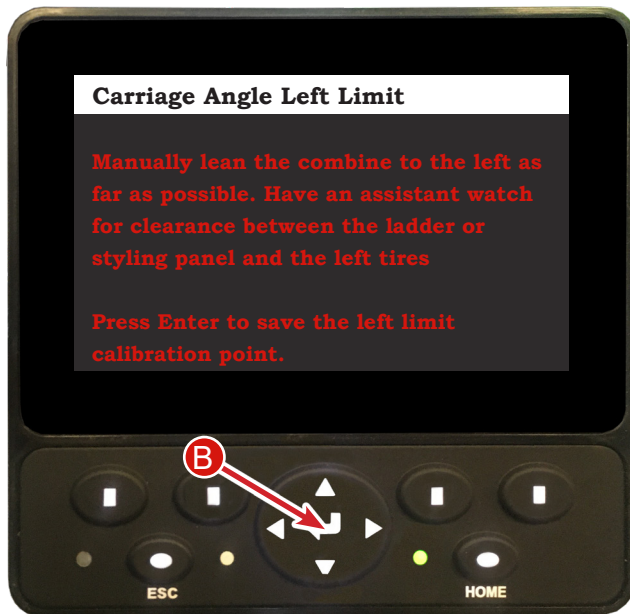 Carriage Angle Left Limit
Manually lean the combine to the left as
far as possible. Have an assistant watch
for clearance between the ladder or
styling panel and the left tires
Press Enter to save the left limit
calibration point.
B
ESC
HOME